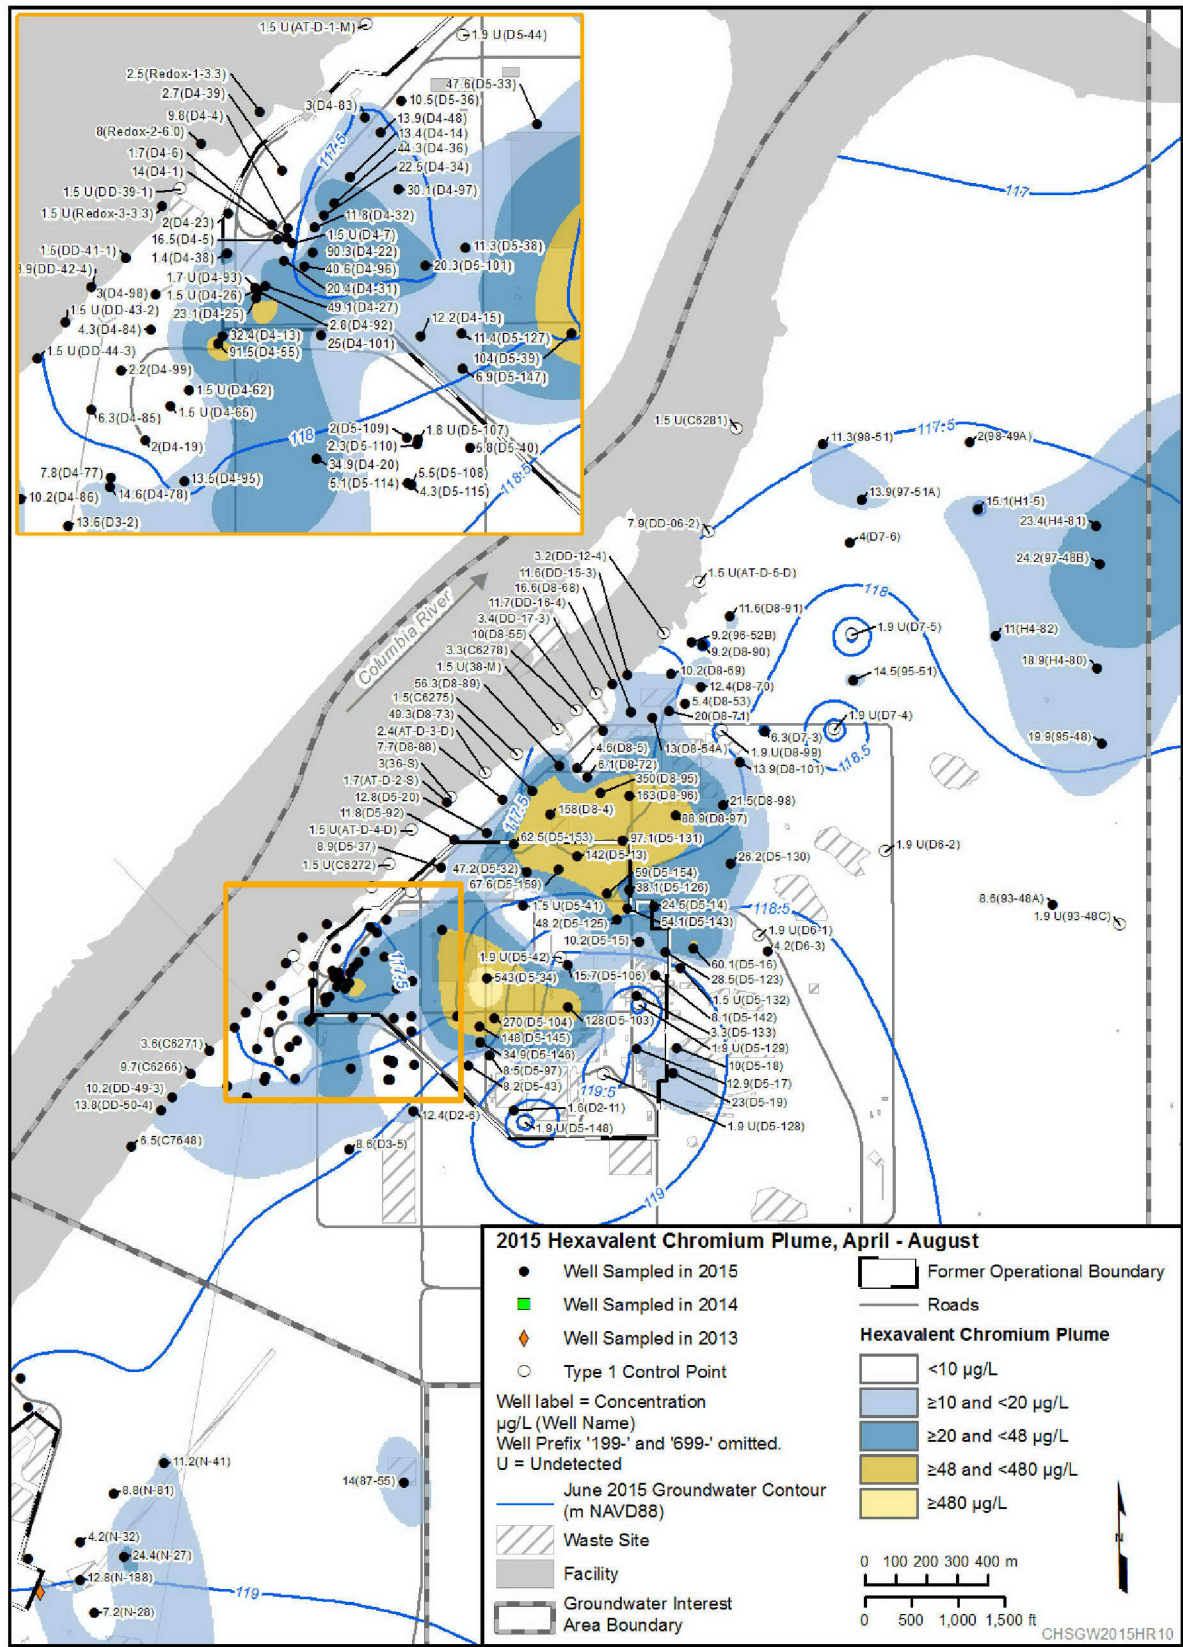 1.5 U(AT-D-1-M)
1.9 U(D5-44)
2.5(Redox-1-3.3)
47.6(D5-33)
2.7(D4-39)
3(D4-83)
10.5(D5-36)
9.8(D4-4)
13.9(D4-48)
8(Redox-2-6.0)
13.4(D4-14)
1.7(D4-6)
44.3(D4-36)
14(D4-1)
22.5(D4-34)
1.5 U(DD-39-1)
30.1(D4-97)
1.5 U(Redox-3-3.3)
2(D4-23)
11.8(D4-32)
16.5(D4-5)
1.5 U(D4-7)
1.5(DD-41-1)
1.4(D4-38)
90.3(D4-22)
11.3(D5-38)
40.6(D4-96)
20.3(D5-101)
1.7 U(D4-93)
20.4(D4-31)
3(D4-98)
1.5 U(D4-26)
49.1(D4-27)
1.5 U(DD-43-2)
23.1(D4-25)
2.8(D4-92)
12.2(D4-15)
4.3(D4-84)
32.4(D4-13)
25(D4-101)
11.4(D5-127)
1.5 U(DD-44-3)
91.5(D4-55)
104(D5-39)
2.2(D4-99)
6.9(D5-147)
1.5 U(D4-62)
6.3(D4-85)
1.5 U(D4-65)
2(D4-19)
2(D5-109)
1.8 U(D5-107)
2.3(D5-110)
5.8(D5-40)
7.8(D4-77)
13.5(D4-95)
34.9(D4-20)
5.5(D5-108)
10.2(D4-86)
14.6(D4-78)
5.1(D5-114)
4.3(D5-115)
13.6(D3-2)
117.5
118
118.5
117
1.5 U(C6281)
117.5
11.3(98-51)
2(98-49A)
13.9(97-51A)
15.1(H1-5)
23.4(H4-81)
7.9(DD-06-2)
4(D7-6)
24.2(97-48B)
3.2(DD-12-4)
11.6(DD-15-3)
1.5 U(AT-D-5-D)
118
16.6(D8-68)
11.7(DD-16-4)
11.6(D8-91)
3.4(DD-17-3)
1.9 U(D7-5)
11(H4-82)
10(D8-55)
9.2(96-52B)
3.3(C6278)
9.2(D8-90)
1.5 U(38-M)
10.2(D8-69)
18.9(H4-80)
56.3(D8-89)
12.4(D8-70)
14.5(95-51)
1.5(C6275)
5.4(D8-53)
49.3(D8-73)
20(D8-71)
1.9 U(D7-4)
2.4(AT-D-3-D)
6.3(D7-3)
19.9(95-48)
7.7(D8-88)
4.6(D8-5)
13(D8-54A)
1.9 U(D8-99)
118.5
3(36-S)
6.1(D8-72)
13.9(D8-101)
1.7(AT-D-2-S)
350(D8-95)
12.8(D5-20)
163(D8-96)
21.5(D8-98)
11.8(D5-92)
117.5
158(D8-4)
88.9(D8-97)
1.5 U(AT-D-4-D)
62.5(D5-153)
97.1(D5-131)
8.9(D5-37)
142(D5-13)
1.9 U(D6-2)
1.5 U(C6272)
47.2(D5-32)
59(D5-154)
26.2(D5-130)
67.6(D5-159)
38.1(D5-126)
1.5 U(D5-41)
24.5(D5-14)
118.5
8.6(93-48A)
48.2(D5-125)
54.1(D5-143)
1.9 U(93-48C)
10.2(D5-15)
1.9 U(D6-1)
4.2(D6-3)
1.9 U(D5-42)
60.1(D5-16)
117.5
543(D5-34)
15.7(D5-106)
28.5(D5-123)
1.5 U(D5-132)
270(D5-104)
128(D5-103)
8.1(D5-142)
148(D5-145)
3.3(D5-133)
3.6(C6271)
34.9(D5-146)
1.9 U(D5-129)
9.7(C6266)
8.5(D5-97)
10(D5-18)
10.2(DD-49-3)
8.2(D5-43)
119.5
12.9(D5-17)
13.8(DD-50-4)
12.4(D2-6)
1.6(D2-11)
23(D5-19)
6.5(C7648)
8.6(D3-5)
1.9 U(D5-148)
1.9 U(D5-128)
119
Columbia River
11.2(N-41)
8.8(N-81)
14(87-55)
4.2(N-32)
24.4(N-27)
12.8(N-188)
119
7.2(N-28)
2015 Hexavalent Chromium Plume, April - August
Well Sampled in 2015
Well Sampled in 2014
Well Sampled in 2013
Type 1 Control Point
Well label = Concentration
µg/L (Well Name)
Well Prefix '199-' and '699-' omitted.
U = Undetected
June 2015 Groundwater Contour
(m NAVD88)
Waste Site
Facility
Groundwater Interest
Area Boundary
Former Operational Boundary
Roads
Hexavalent Chromium Plume
<10 µg/L
≥10 and <20 µg/L
≥20 and <48 µg/L
≥48 and <480 µg/L
≥480 µg/L
N
0 100 200 300 400 m
0 500 1,000 1,500 ft
CHSGW2015HR10